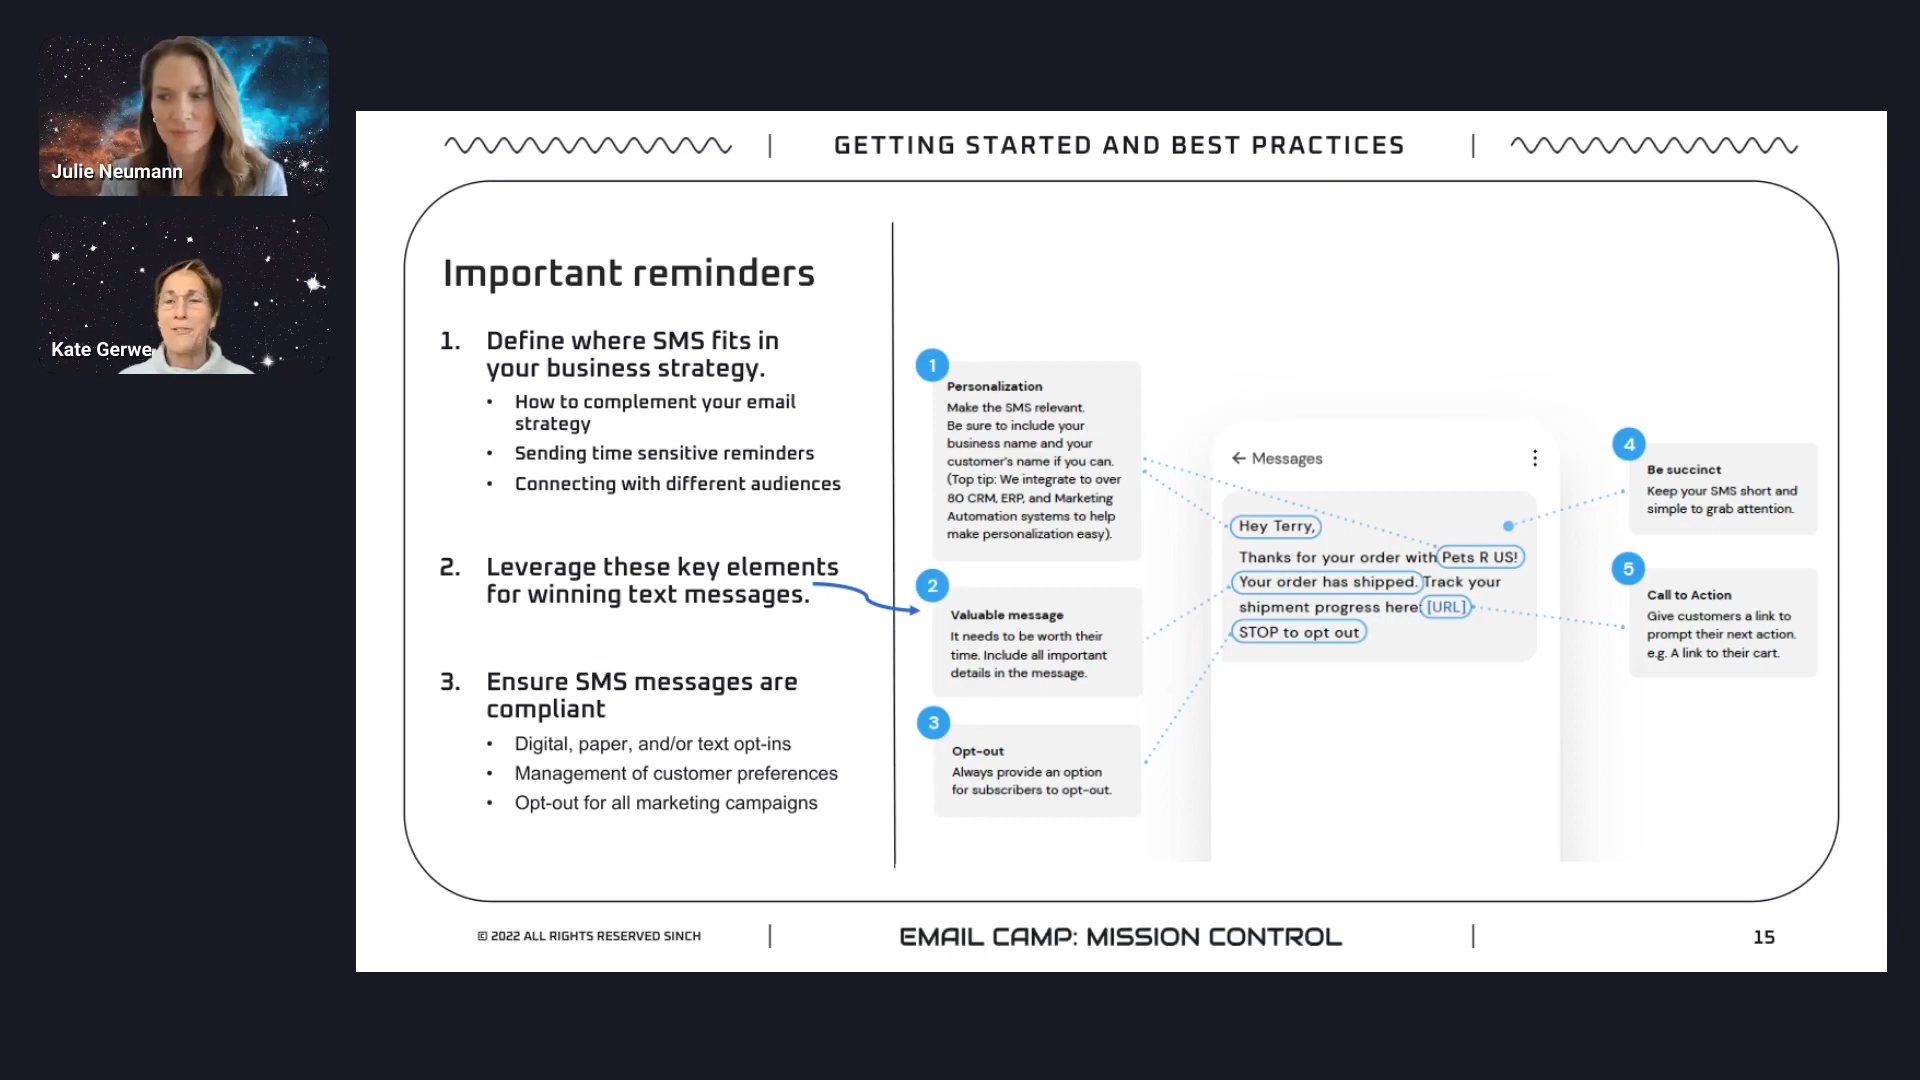 Julie Neumann
Kate Gerwe
GETTING STARTED AND BEST PRACTICES
Important reminders
1. Define where SMS fits in
your business strategy.
• How to complement your email
strategy
• Sending time sensitive reminders
• Connecting with different audiences
2. Leverage these key elements
for winning text messages.
3. Ensure SMS messages are
compliant
• Digital, paper, and/or text opt-ins
• Management of customer preferences
• Opt-out for all marketing campaigns
1
Personalization
Make the SMS relevant.
Be sure to include your
business name and your
customer's name if you can.
(Top tip: We integrate to over
80 CRM, ERP, and Marketing
Automation systems to help
make personalization easy).
2
Valuable message
It needs to be worth their
time. Include all important
details in the message.
3
Opt-out
Always provide an option
for subscribers to opt-out.
← Messages
Hey Terry,
Thanks for your order with Pets R US!
Your order has shipped. Track your
shipment progress here: [URL]
STOP to opt out
4
Be succinct
Keep your SMS short and
simple to grab attention.
5
Call to Action
Give customers a link to
prompt their next action.
e.g. A link to their cart.
© 2022 ALL RIGHTS RESERVED SINCH
EMAIL CAMP: MISSION CONTROL
15